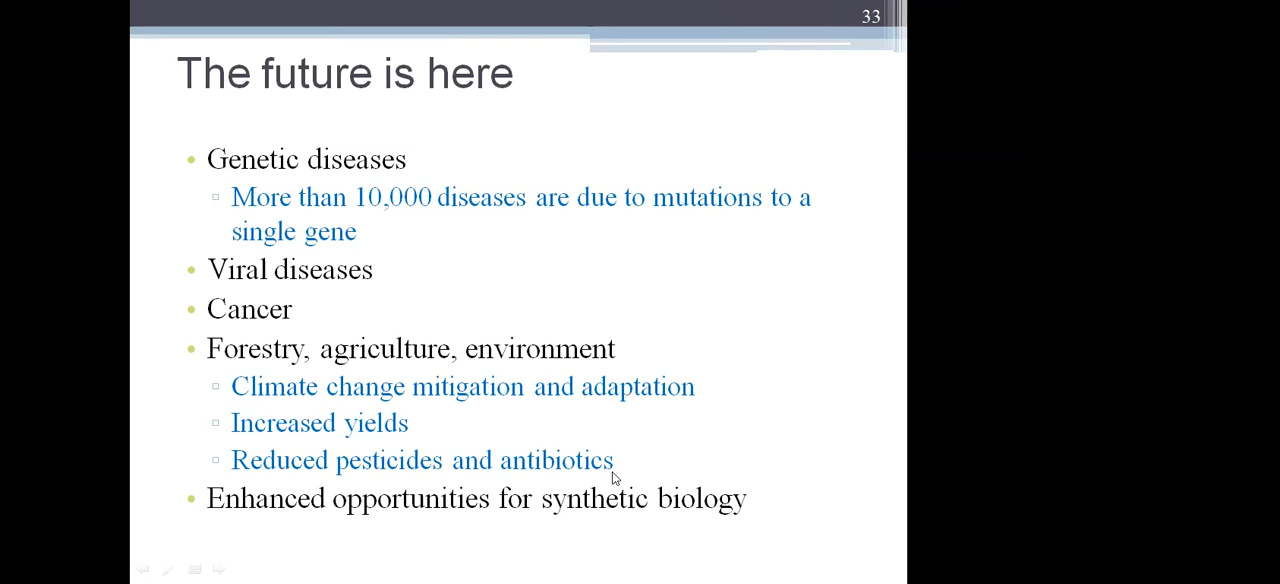 33
The future is here
Genetic diseases
More than 10,000 diseases are due to mutations to a
single gene
Viral diseases
Cancer
Forestry, agriculture, environment
Climate change mitigation and adaptation
Increased yields
Reduced pesticides and antibiotics
Enhanced opportunities for synthetic biology